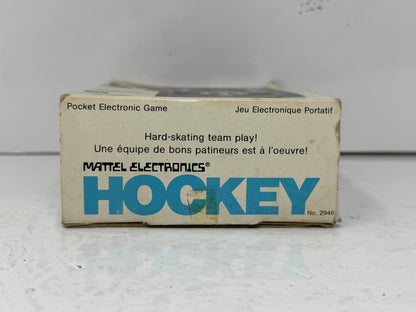 Pocket Electronic Game
Jeu Electronique Portatif
Hard-skating team play!
Une équipe de bons patineurs est à l'oeuvre!
MATTEL ELECTRONICS®
HOCKEY
No. 2946